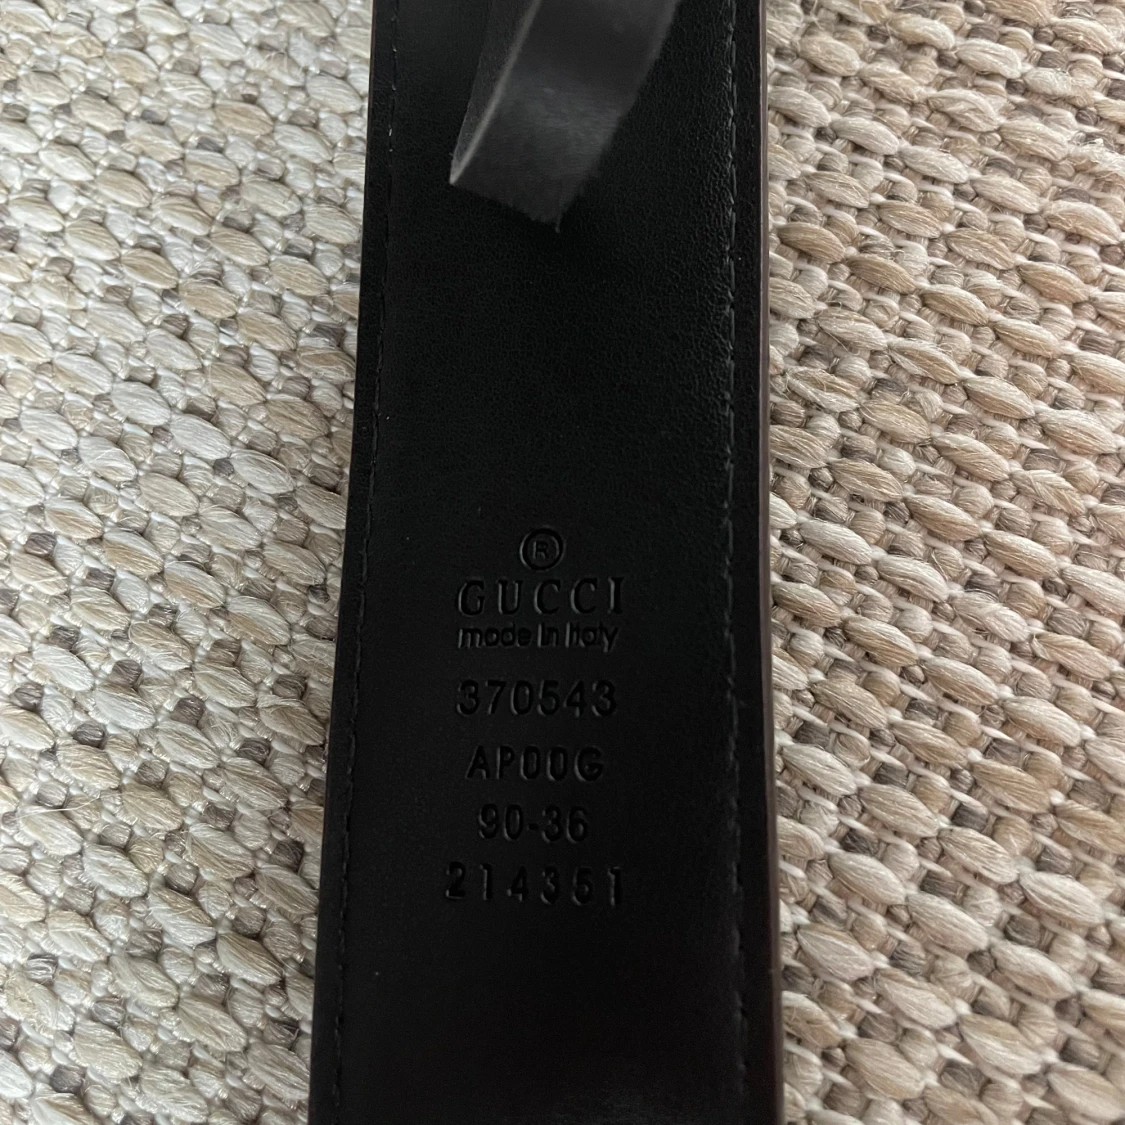 ®
GUCCI
made in Italy
370543
AP00G
90-36
214351